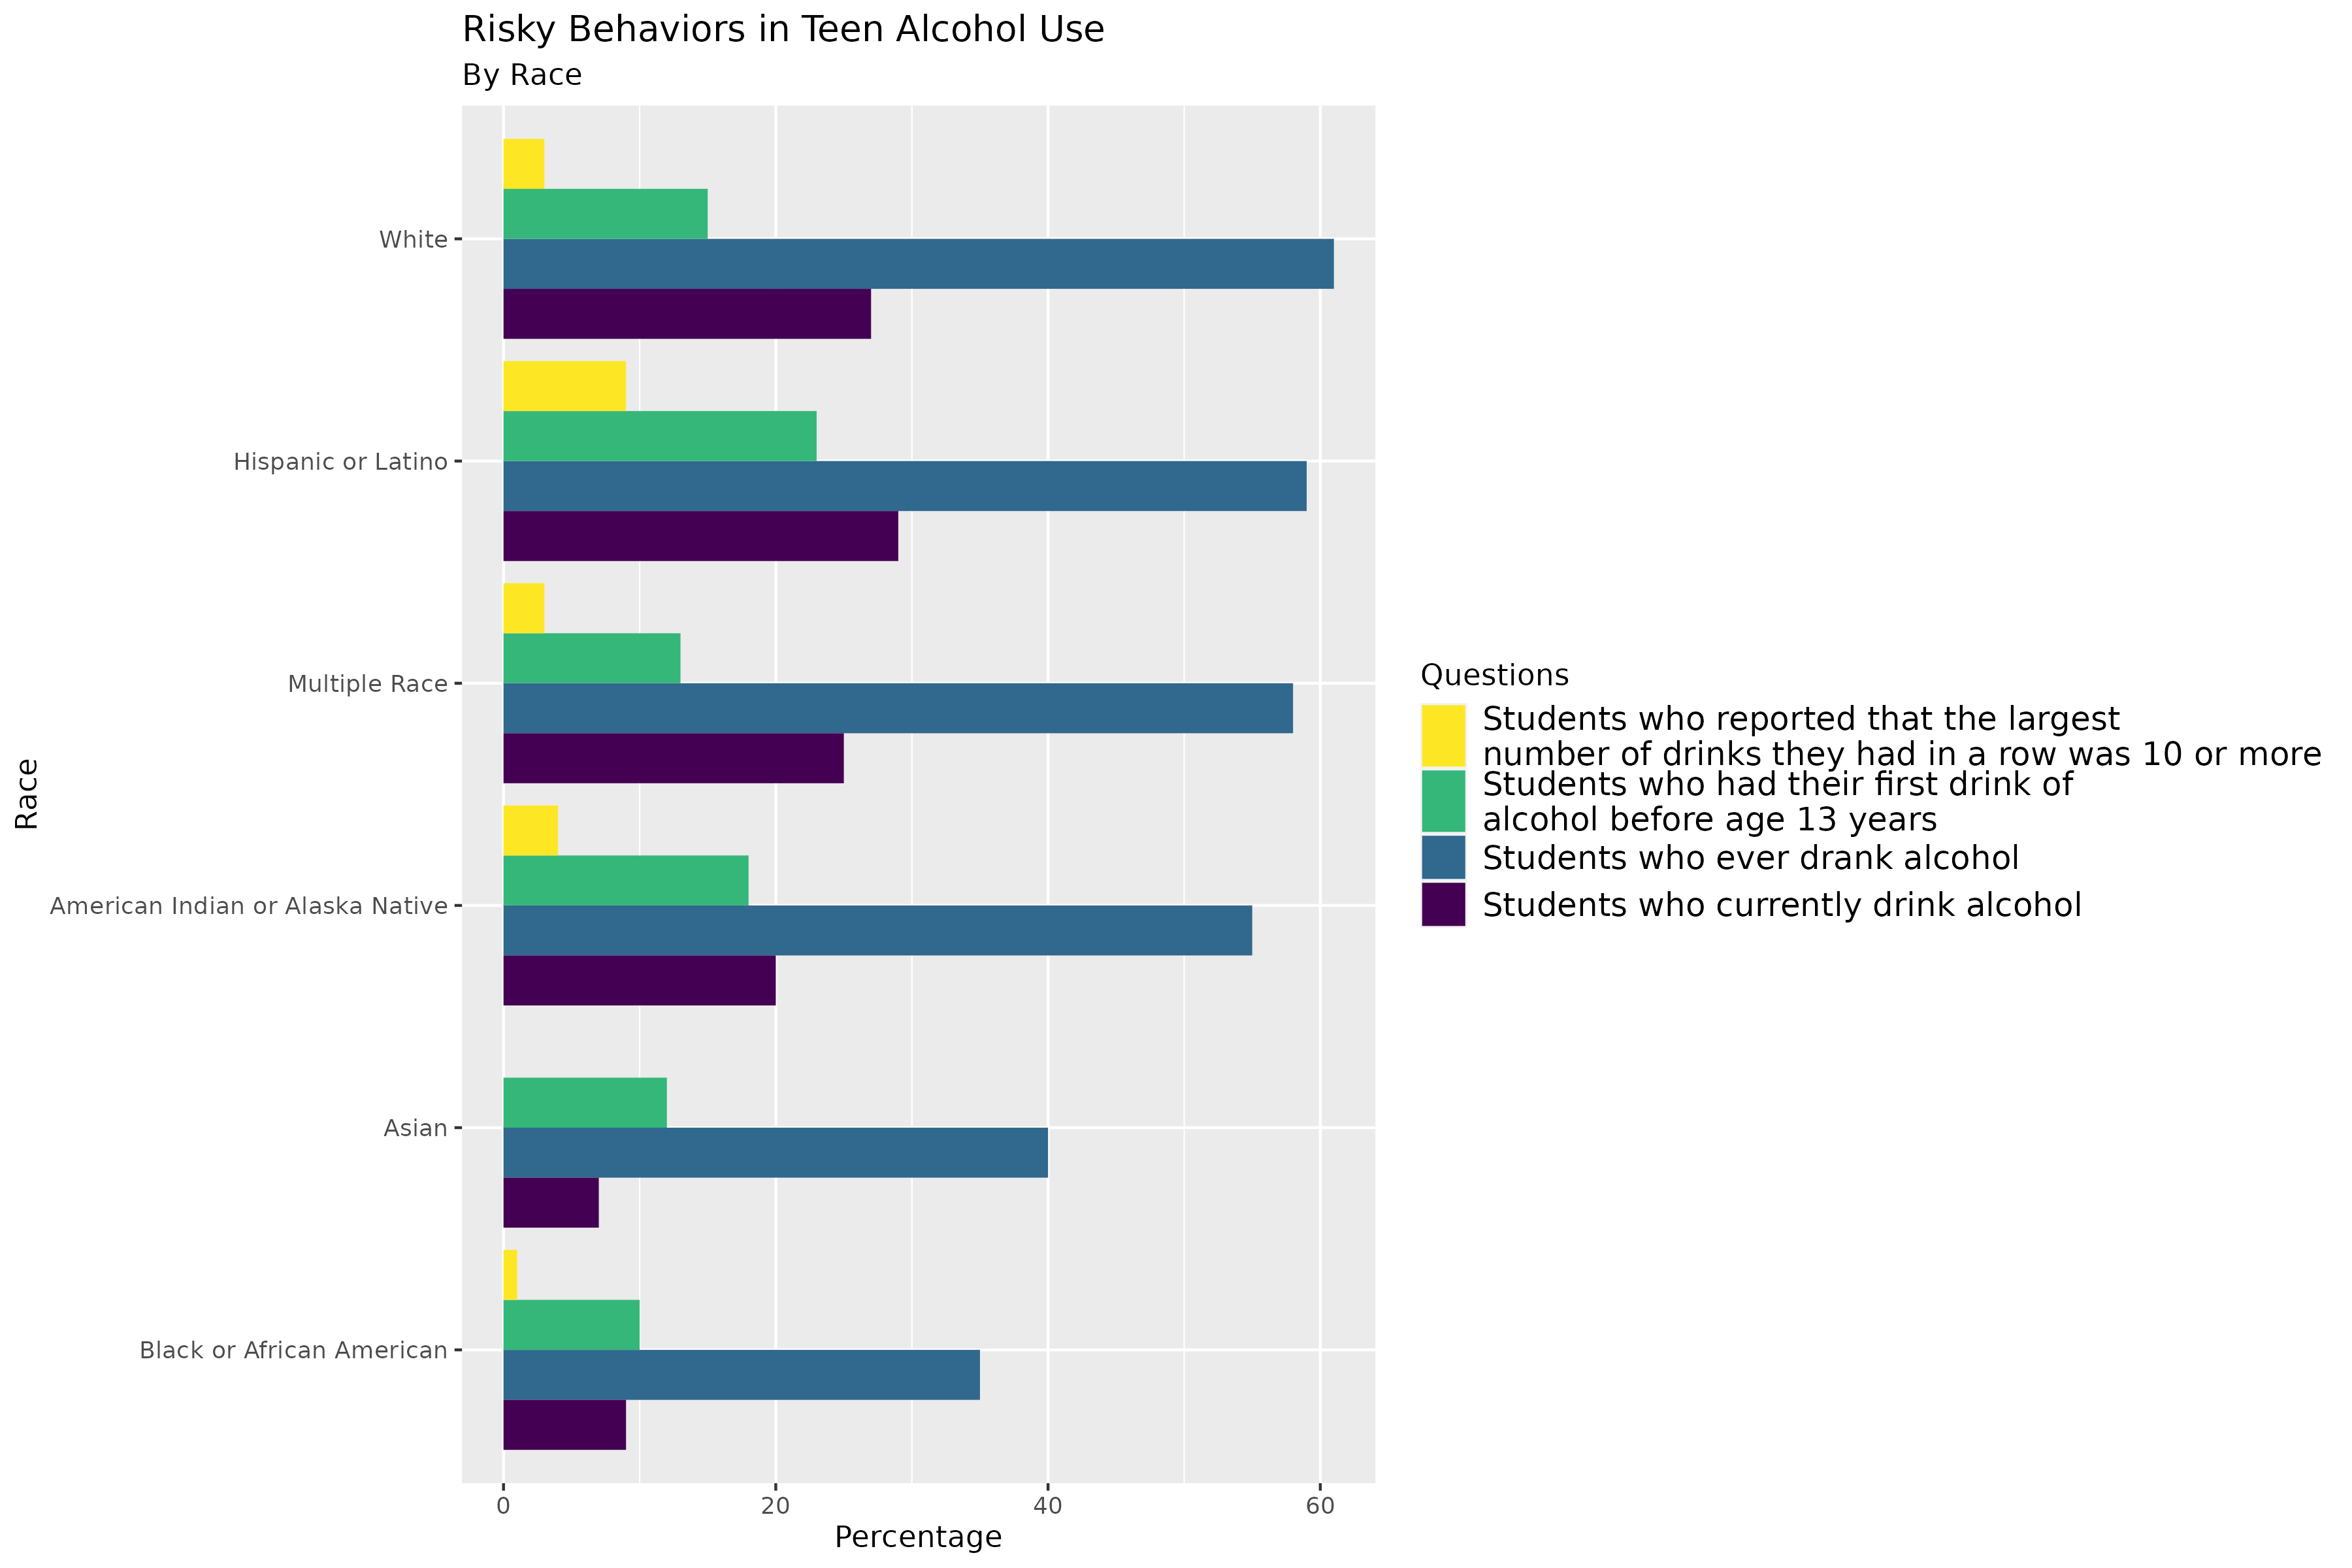 Risky Behaviors in Teen Alcohol Use
By Race
White
Hispanic or Latino
Multiple Race
American Indian or Alaska Native
Asian
Black or African American
Race
0 20 40 60
Percentage
Questions
Students who reported that the largest
number of drinks they had in a row was 10 or more
Students who had their first drink of
alcohol before age 13 years
Students who ever drank alcohol
Students who currently drink alcohol